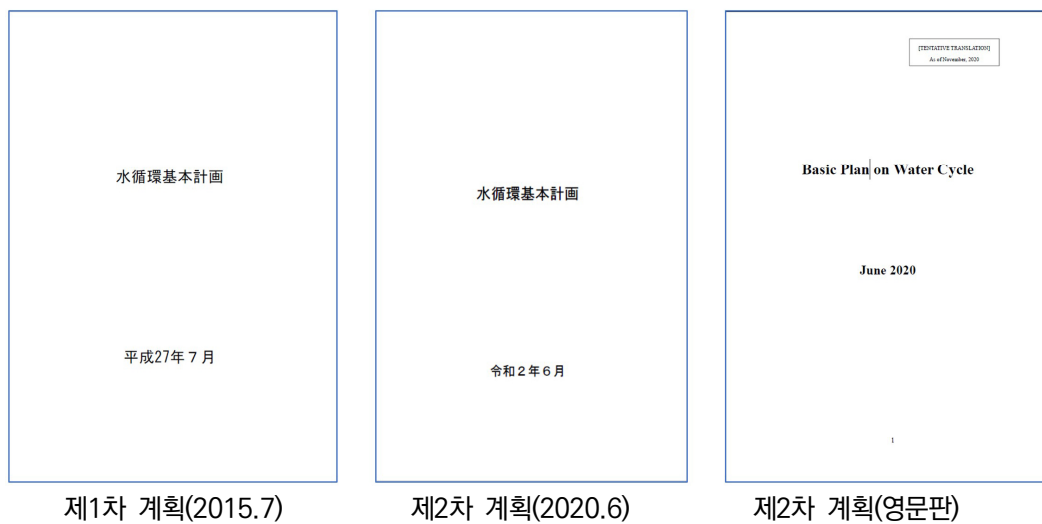 水循環基本計画
平成27年7月
水循環基本計画
令和2年6月
[TENTATIVE TRANSLATION]
As of November, 2020
Basic Plan on Water Cycle
June 2020
1
제1차 계획(2015.7)
제2차 계획(2020.6)
제2차 계획(영문판)